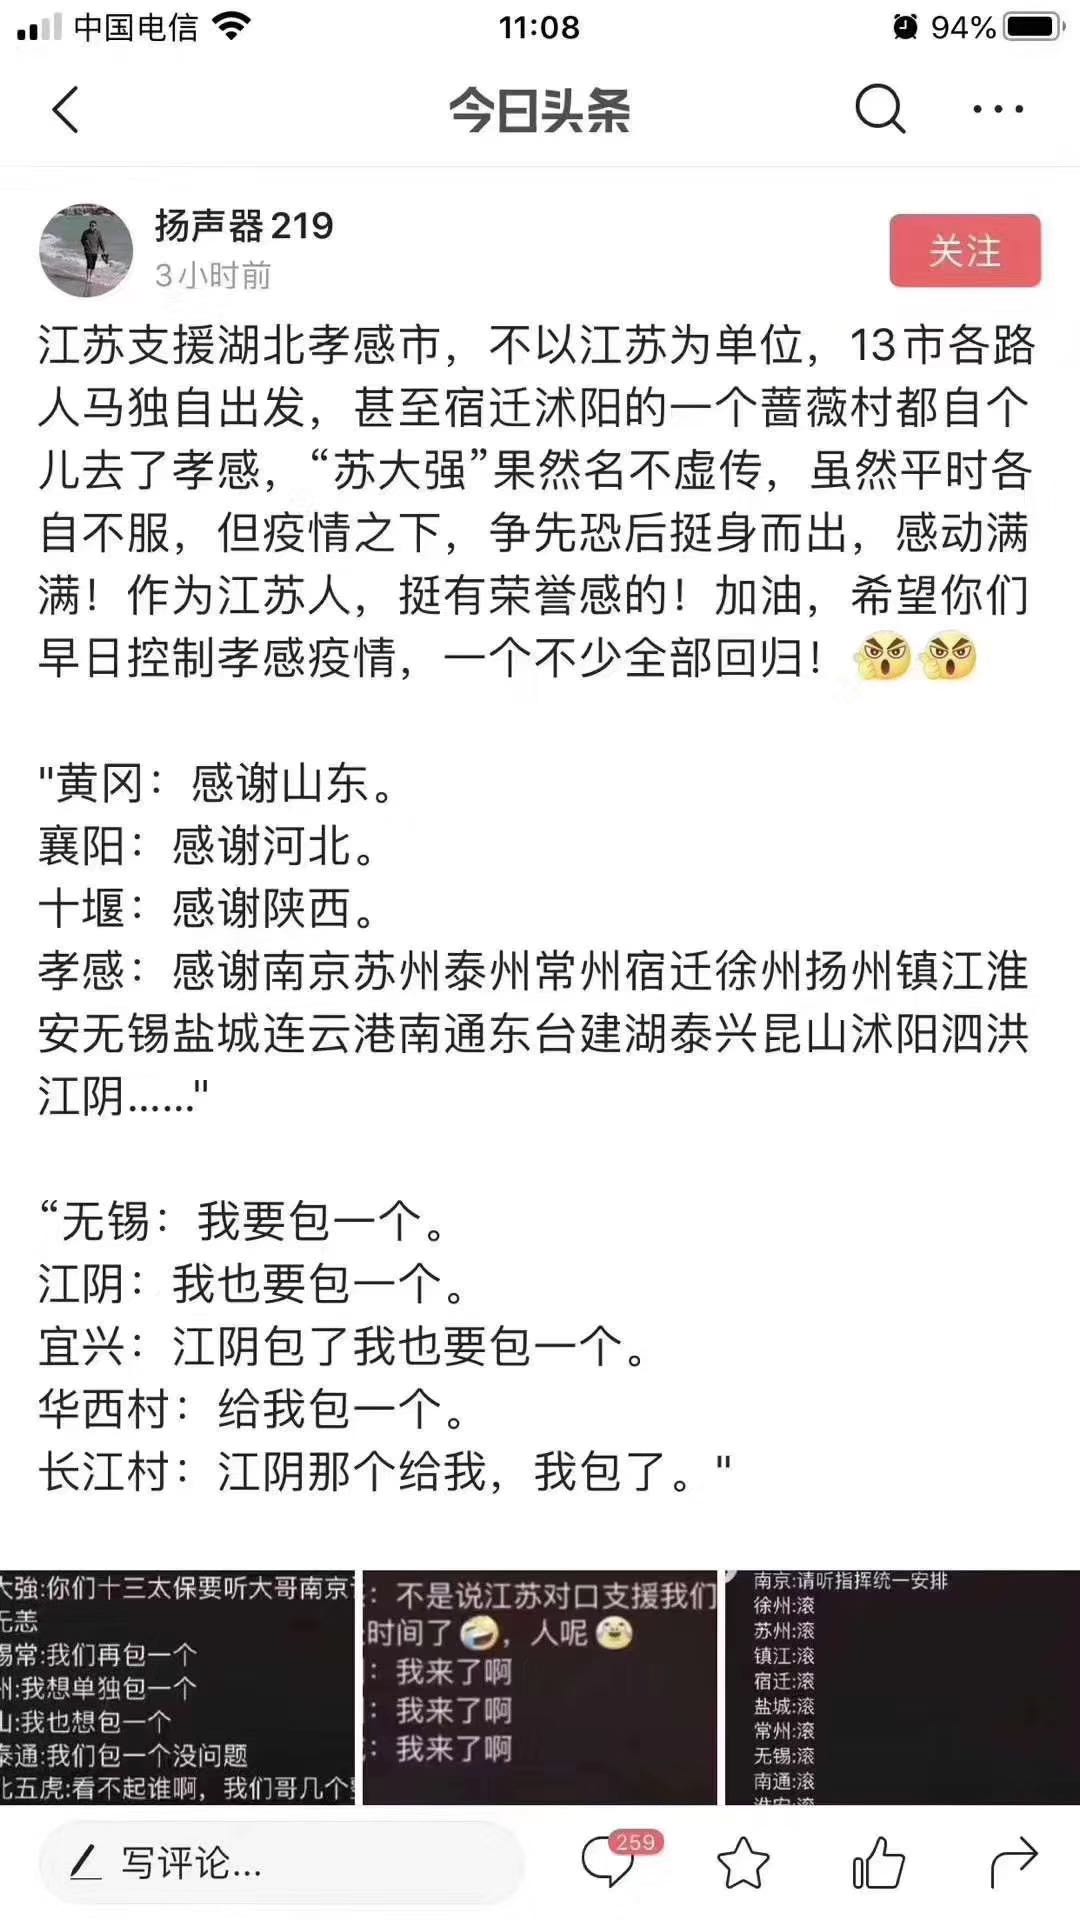 中国电信
11:08
94%
今日头条
扬声器219
3小时前
关注
江苏支援湖北孝感市，不以江苏为单位，13市各路
人马独自出发，甚至宿迁沭阳的一个蔷薇村都自个
儿去了孝感，“苏大强”果然名不虚传，虽然平时各
自不服，但疫情之下，争先恐后挺身而出，感动满
满！作为江苏人，挺有荣誉感的！加油，希望你们
早日控制孝感疫情，一个不少全部回归！
"黄冈：感谢山东。
襄阳：感谢河北。
十堰：感谢陕西。
孝感：感谢南京苏州泰州常州宿迁徐州扬州镇江淮
安无锡盐城连云港南通东台建湖泰兴昆山沭阳泗洪
江阴......"
“无锡：我要包一个。
江阴：我也要包一个。
宜兴：江阴包了我也要包一个。
华西村：给我包一个。
长江村：江阴那个给我，我包了。"
大強:你们十三太保要听大哥南京
无恙
锡常:我们再包一个
州:我想单独包一个
山:我也想包一个
泰通:我们包一个没问题
北五虎:看不起谁啊，我们哥几个
：不是说江苏对口支援我们
时间了，人呢
：我来了啊
：我来了啊
：我来了啊
南京:请听指挥统一安排
徐州:滚
苏州:滚
镇江:滚
宿迁:滚
盐城:滚
常州:滚
无锡:滚
南通:滚
淮安:滚
写评论...
259